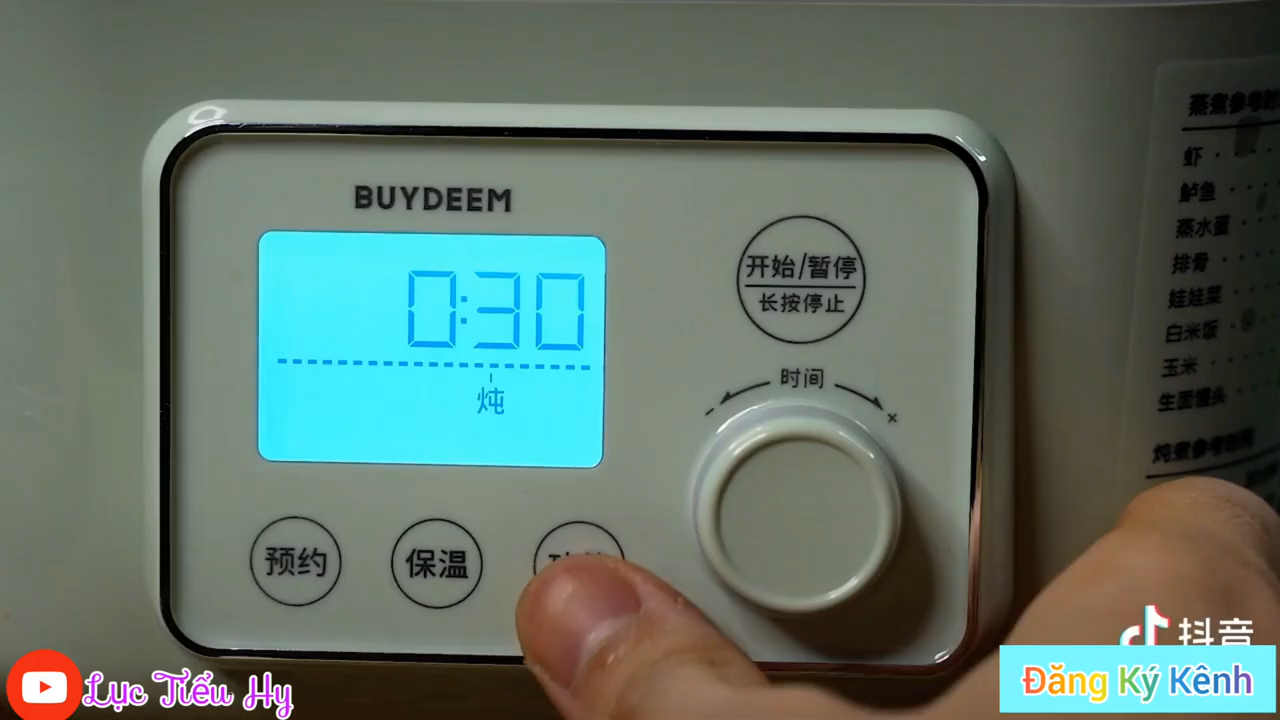 BUYDEEM
0:30
炖
开始/暂停
长按停止
时间
- +
预约
保温
蒸煮参考时
虾
鲈鱼
蒸水蛋
排骨
娃娃菜
白米饭
玉米
生面馒头
炖煮参考时间
抖音
Lục Tiểu Hy
Đăng Ký Kênh